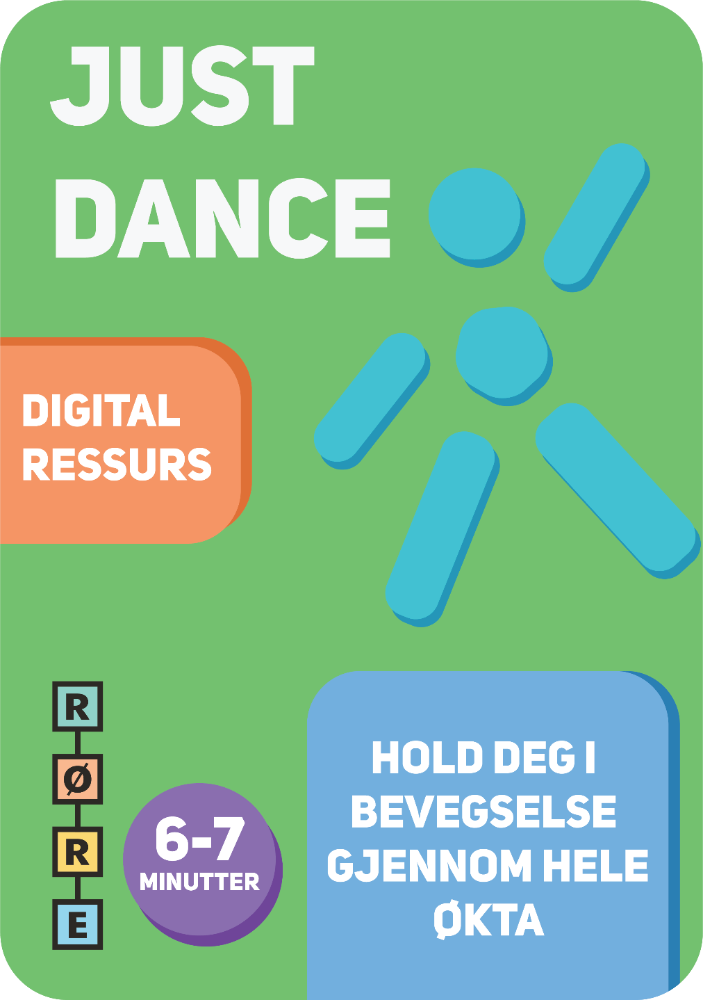 JUST
DANCE
DIGITAL
RESSURS
R
Ø
R
E
6-7
MINUTTER
HOLD DEG I
BEVEGSELSE
GJENNOM HELE
ØKTA